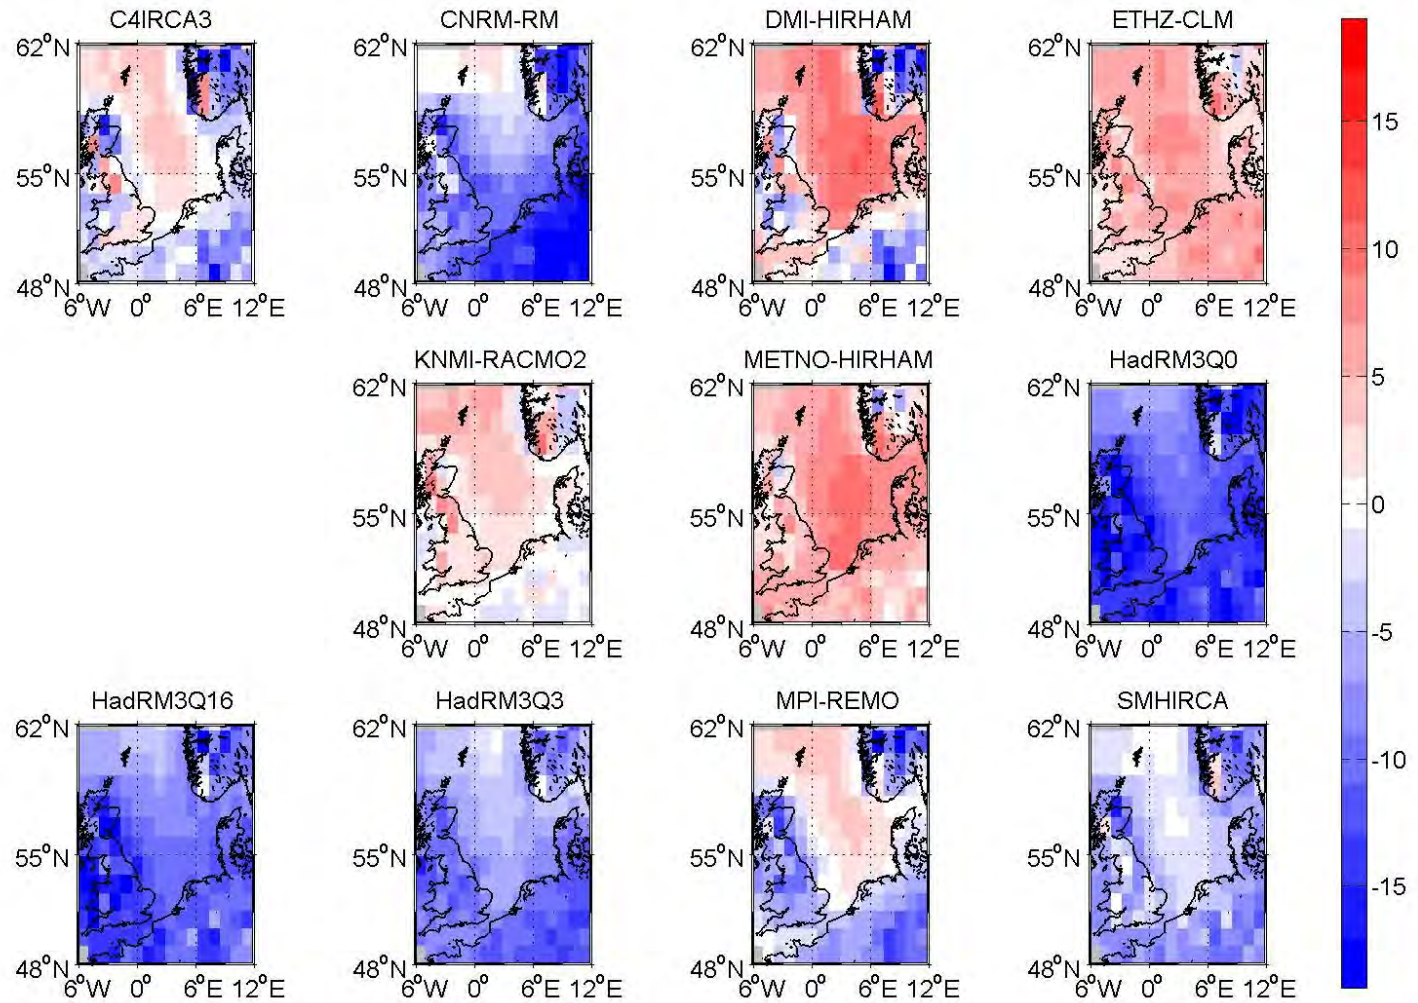 C4IRCA3 CNRM-RM DMI-HIRHAM ETHZ-CLM
62°N 62°N 62°N 62°N
15
55°N 55°N 55°N 55°N
10
48°N 48°N 48°N 48°N
6°W 0° 6°E 12°E 6°W 0° 6°E 12°E 6°W 0° 6°E 12°E 6°W 0° 6°E 12°E
KNMI-RACMO2 METNO-HIRHAM HadRM3Q0
62°N 62°N 62°N
5
0
55°N 55°N 55°N
-5
48°N 48°N 48°N
6°W 0° 6°E 12°E 6°W 0° 6°E 12°E 6°W 0° 6°E 12°E
HadRM3Q16 HadRM3Q3 MPI-REMO SMHIRCA
62°N 62°N 62°N 62°N
-10
55°N 55°N 55°N 55°N
-15
48°N 48°N 48°N 48°N
6°W 0° 6°E 12°E 6°W 0° 6°E 12°E 6°W 0° 6°E 12°E 6°W 0° 6°E 12°E